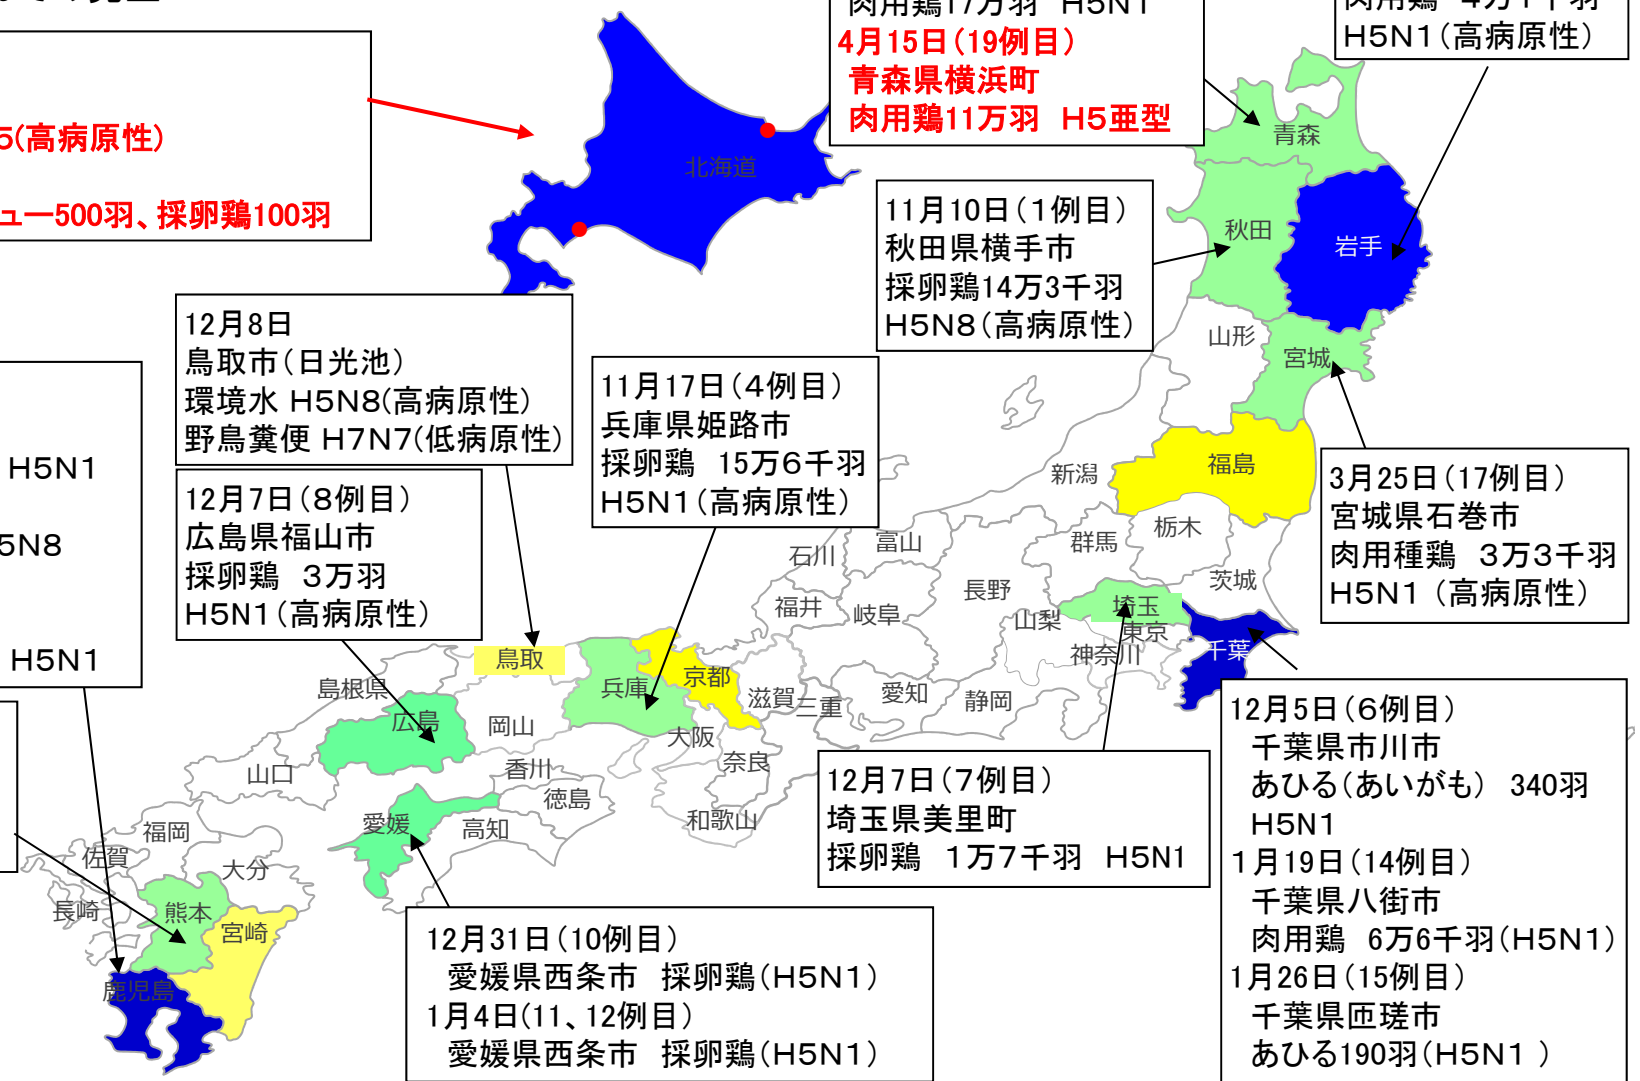 肉用鶏17万羽 H5N1
4月15日(19例目)
青森県横浜町
肉用鶏11万羽 H5亜型
H5N1(高病原性)
5(高病原性)
ュー500羽、採卵鶏100羽
11月10日(1例目)
秋田県横手市
採卵鶏14万3千羽
H5N8(高病原性)
12月8日
鳥取市(日光池)
環境水 H5N8(高病原性)
野鳥糞便 H7N7(低病原性)
11月17日(4例目)
兵庫県姫路市
採卵鶏 15万6千羽
H5N1(高病原性)
12月7日(8例目)
広島県福山市
採卵鶏 3万羽
H5N1(高病原性)
H5N1
5N8
H5N1
3月25日(17例目)
宮城県石巻市
肉用種鶏 3万3千羽
H5N1 (高病原性)
12月7日(7例目)
埼玉県美里町
採卵鶏 1万7千羽 H5N1
12月5日(6例目)
千葉県市川市
あひる(あいがも) 340羽
H5N1
1月19日(14例目)
千葉県八街市
肉用鶏 6万6千羽(H5N1)
1月26日(15例目)
千葉県匝瑳市
あひる190羽(H5N1 )
12月31日(10例目)
愛媛県西条市 採卵鶏(H5N1)
1月4日(11、12例目)
愛媛県西条市 採卵鶏(H5N1)
北海道
青森
秋田
岩手
山形
宮城
新潟
福島
石川
富山
群馬
栃木
福井
岐阜
長野
茨城
山梨
埼玉
東京
神奈川
千葉
鳥取
島根県
兵庫
京都
滋賀
三重
愛知
静岡
広島
岡山
大阪
奈良
山口
香川
徳島
愛媛
高知
和歌山
福岡
佐賀
大分
長崎
熊本
宮崎
鹿児島